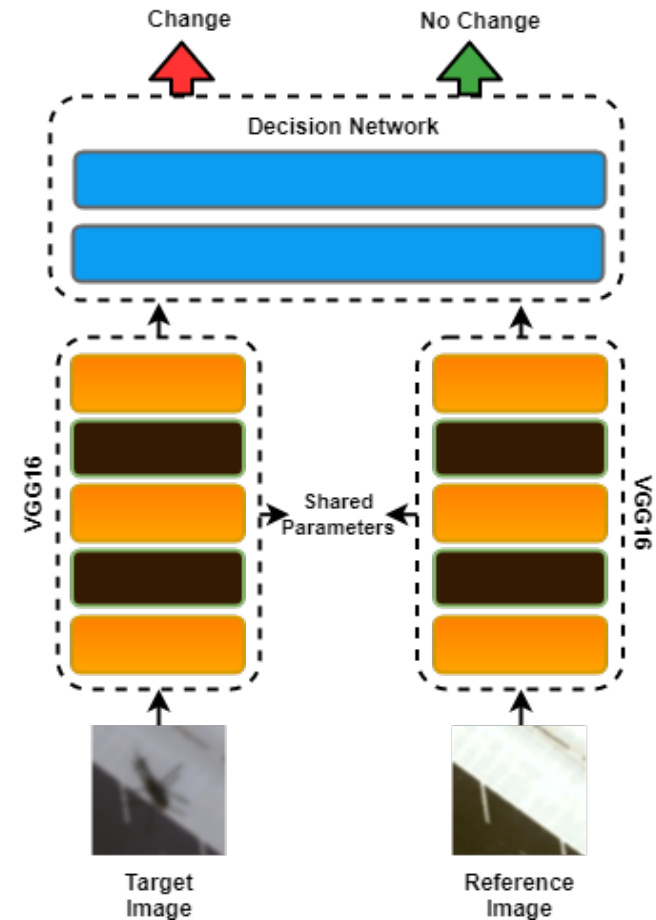 Change
No Change
Decision Network
VGG16
VGG16
Shared
Parameters
Target
Image
Reference
Image